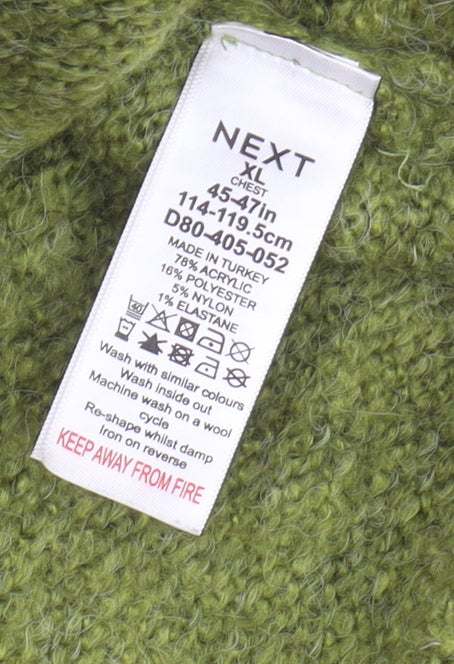 NEXT
XL
CHEST
45-47in
114-119.5cm
D80-405-052
MADE IN TURKEY
78% ACRYLIC
16% POLYESTER
5% NYLON
1% ELASTANE
40
Wash with similar colours
Wash inside out
Machine wash on a wool
cycle
Re-shape whilst damp
Iron on reverse
KEEP AWAY FROM FIRE